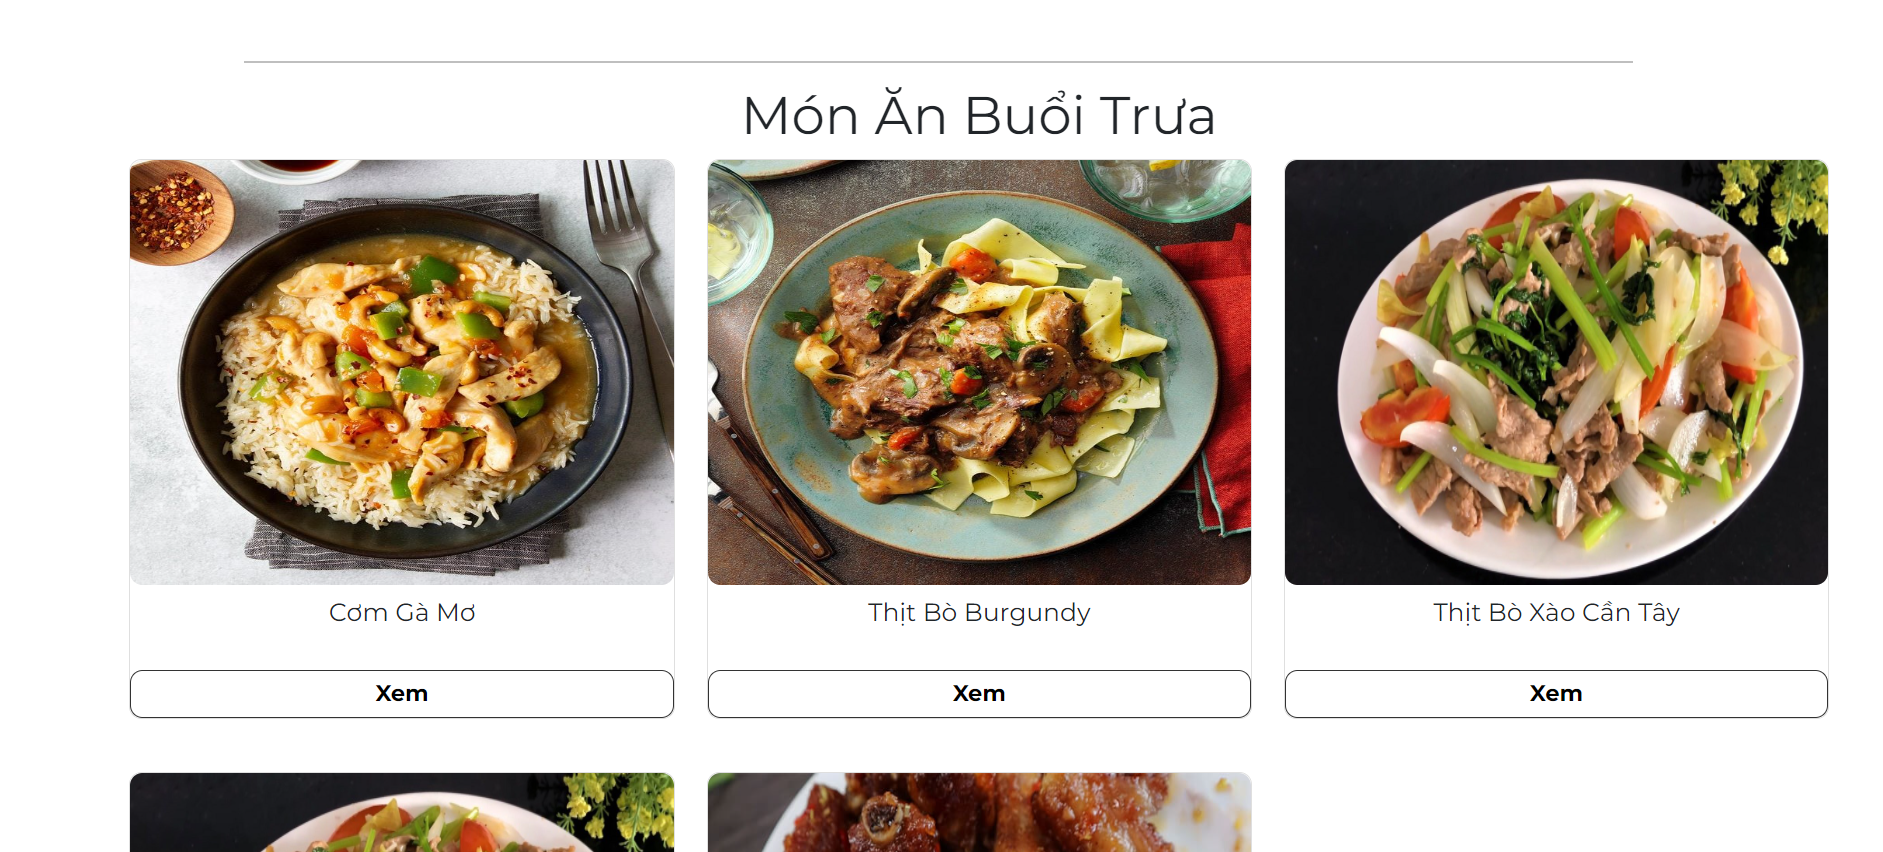 Món Ăn Buổi Trưa
Cơm Gà Mơ
Thịt Bò Burgundy
Thịt Bò Xào Cần Tây
Xem
Xem
Xem